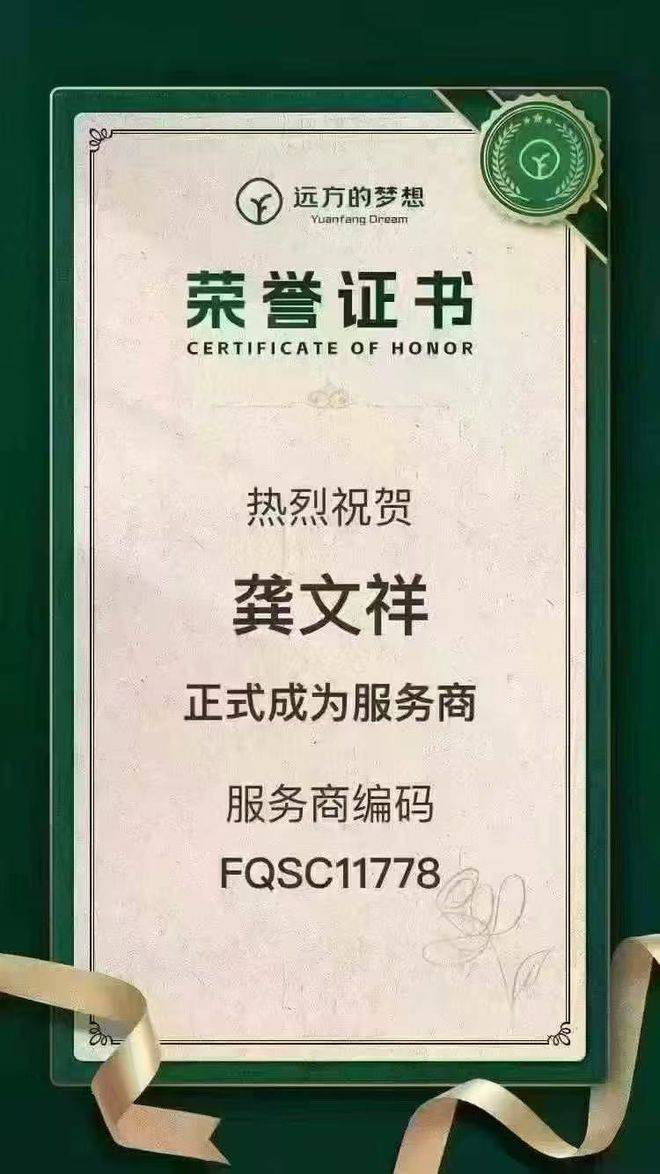 远方的梦想
Yuanfang Dream
荣誉证书
CERTIFICATE OF HONOR
热烈祝贺
龚文祥
正式成为服务商
服务商编码
FQSC11778